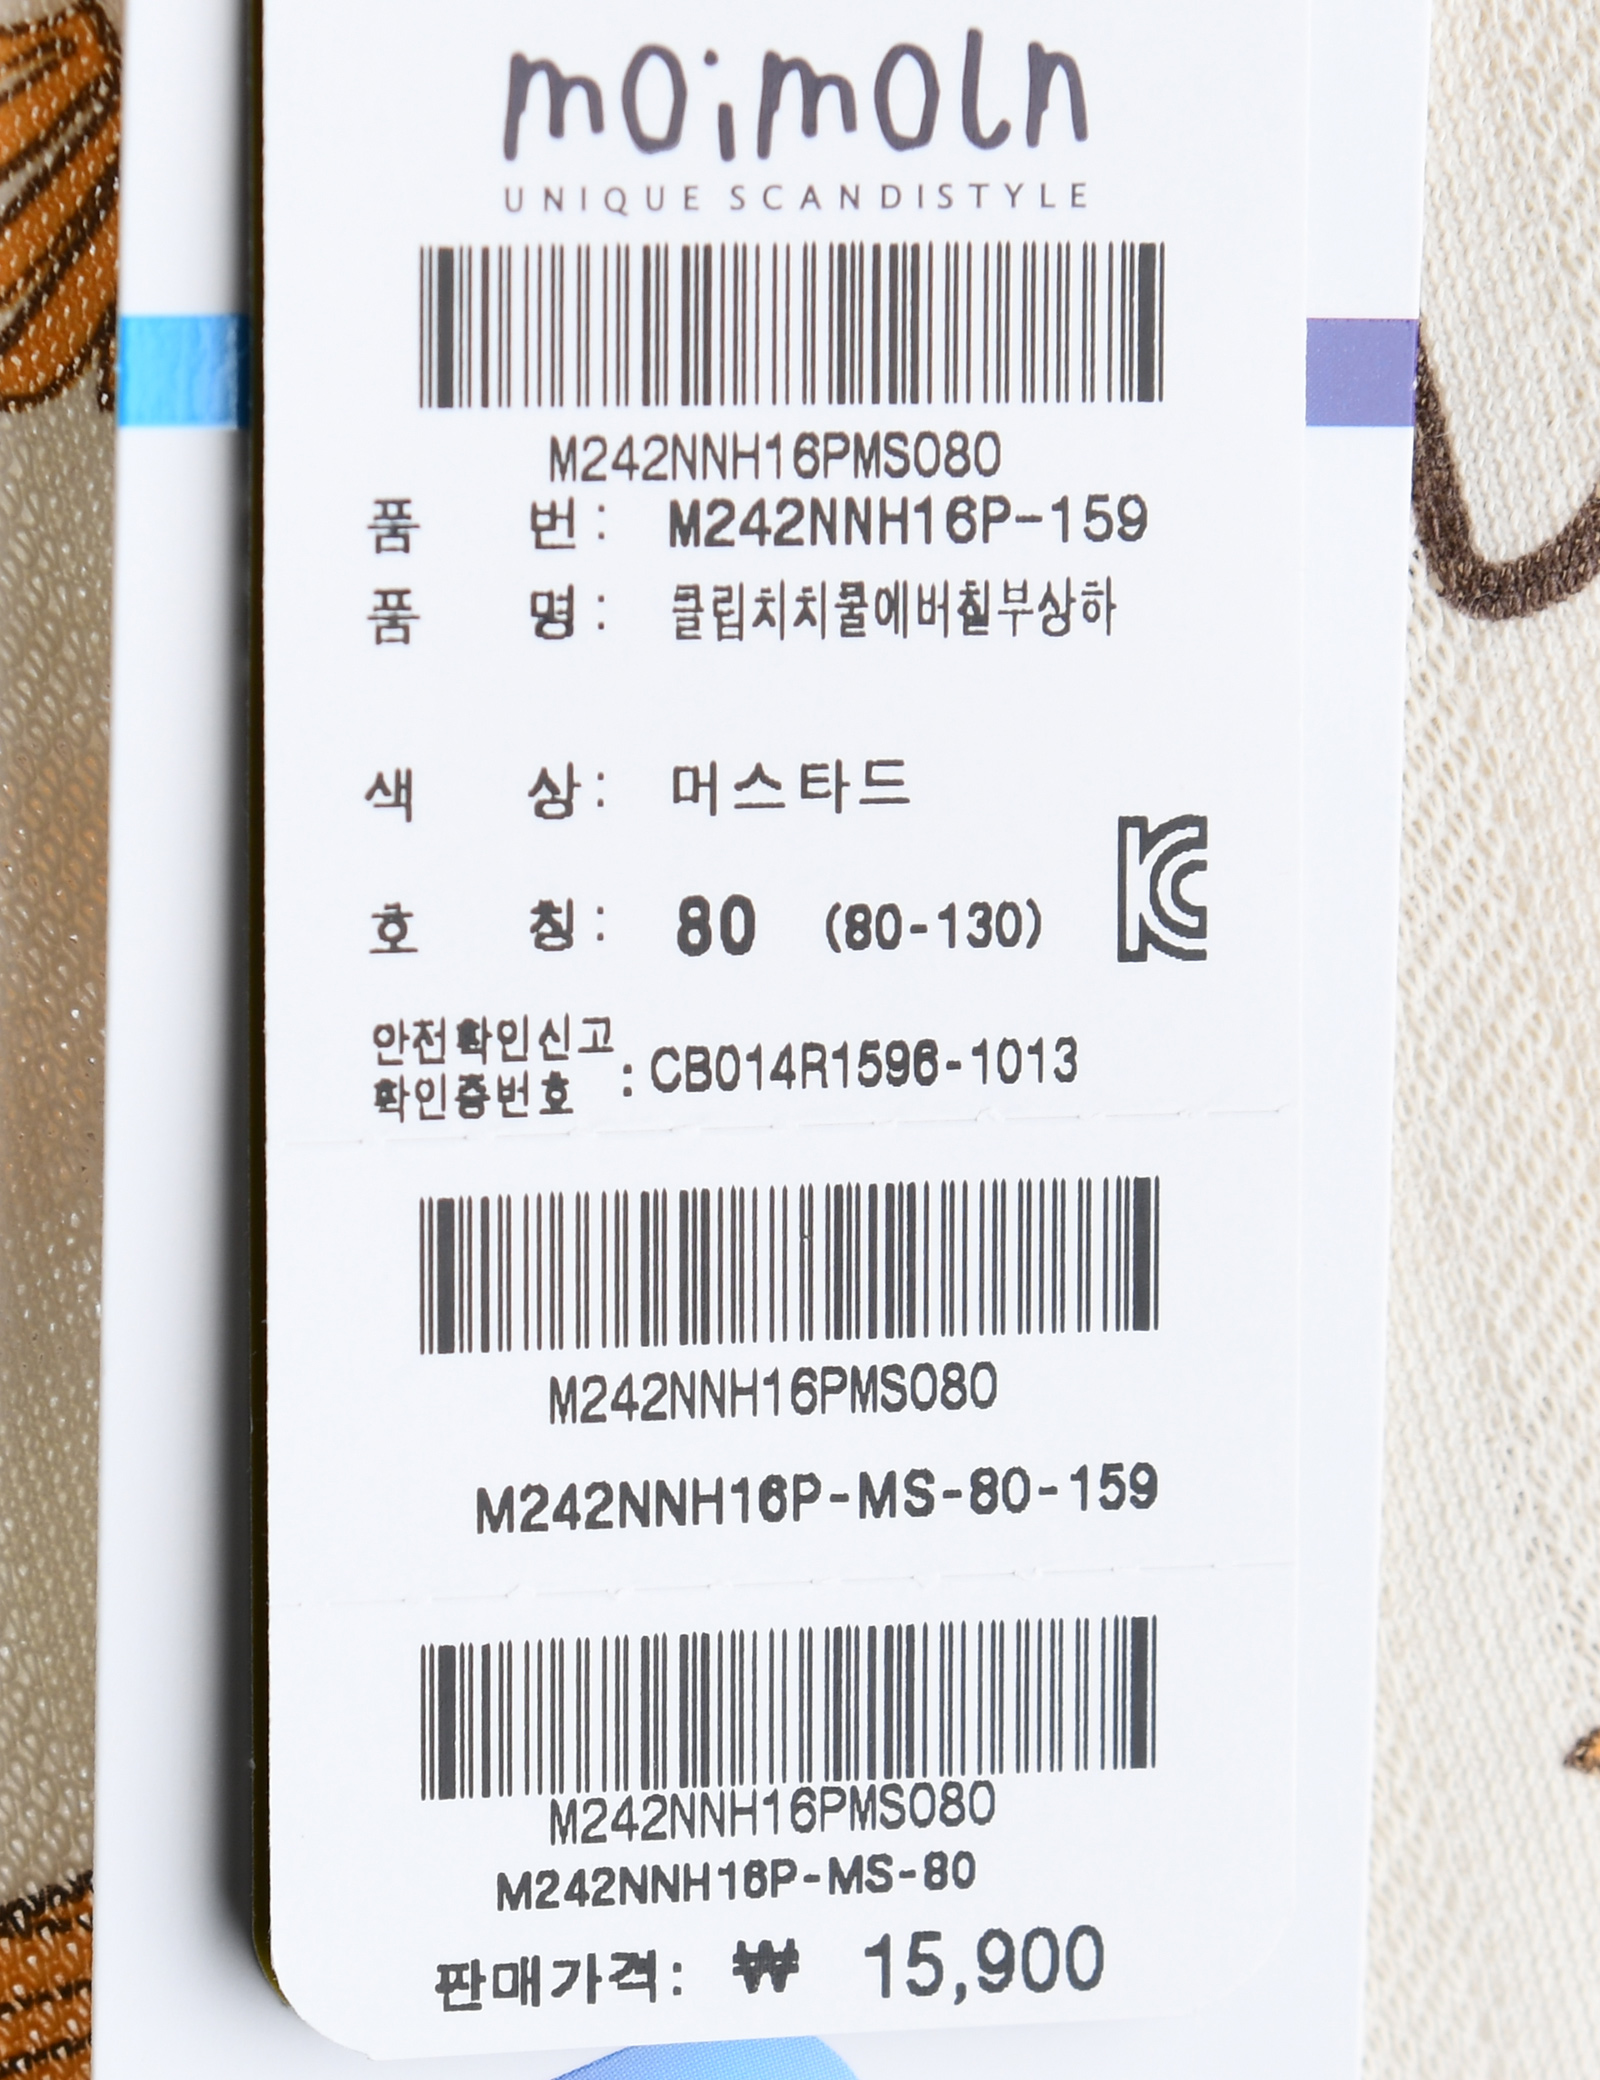 moimoln
UNIQUE SCANDISTYLE
M242NNH16PMS080
품 번: M242NNH16P-159
품 명: 클립치치쿨에버칠부상하
색 상: 머스타드
호 칭: 80 (80-130)
안전확인신고
확인증번호 : CB014R1596-1013
M242NNH16PMS080
M242NNH16P-MS-80-159
M242NNH16PMS080
M242NNH16P-MS-80
판매가격: ₩ 15,900